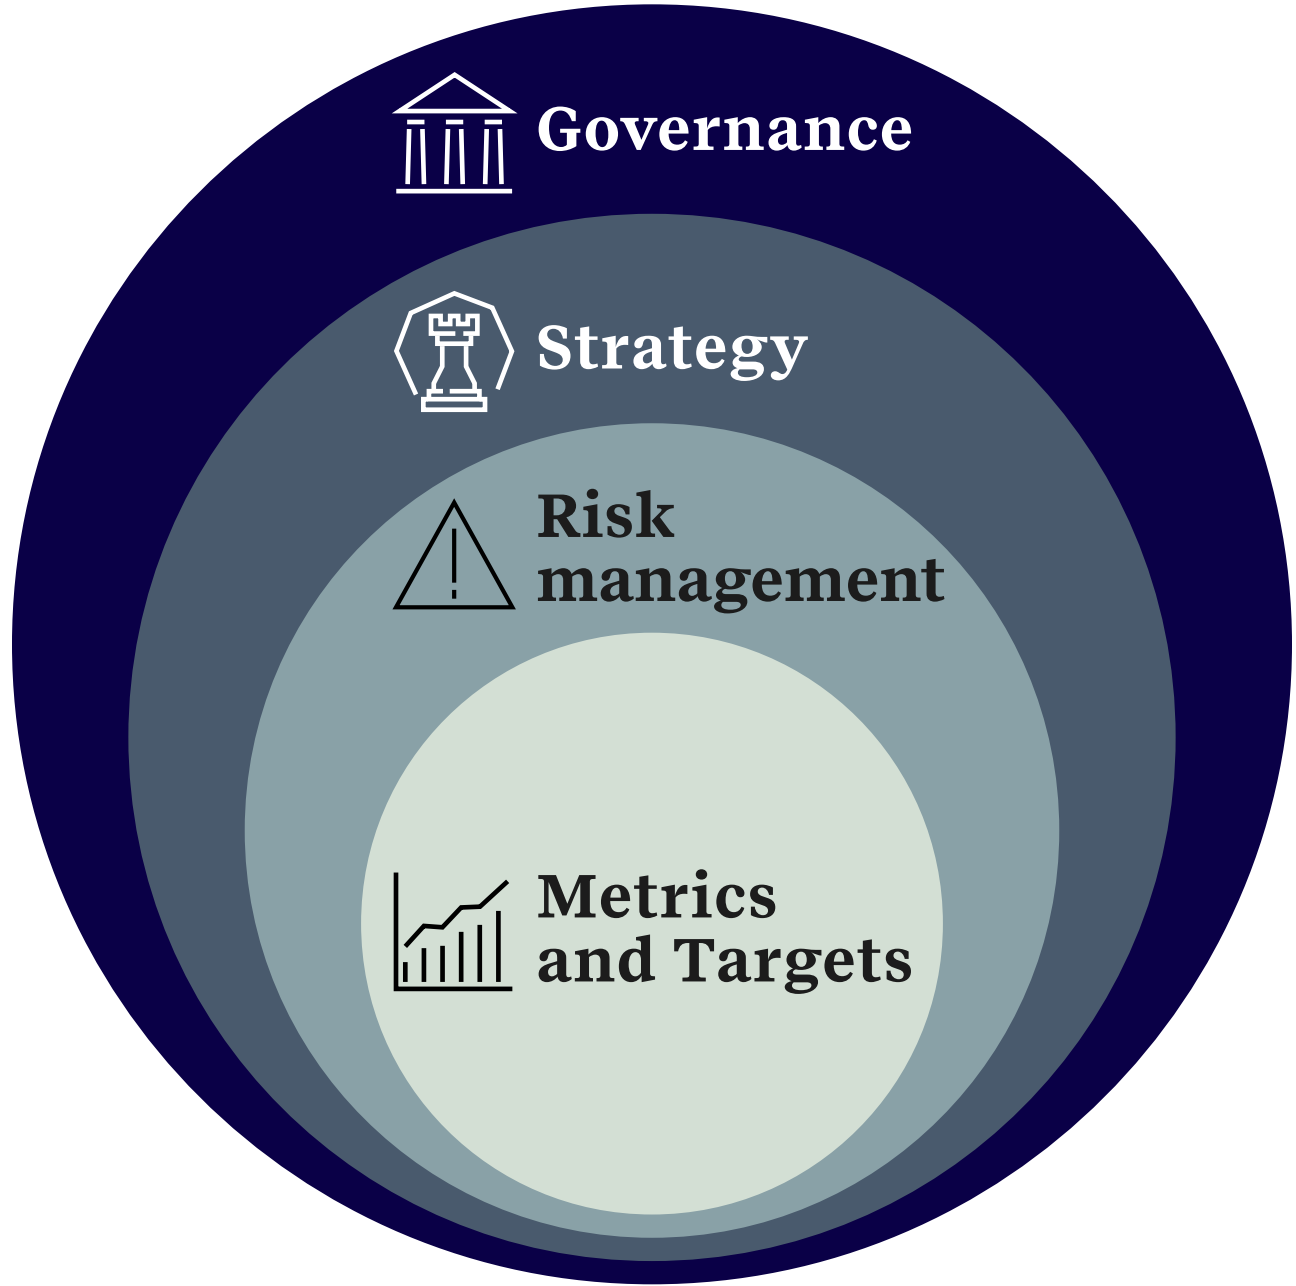 Governance
Strategy
Risk
management
Metrics
and Targets